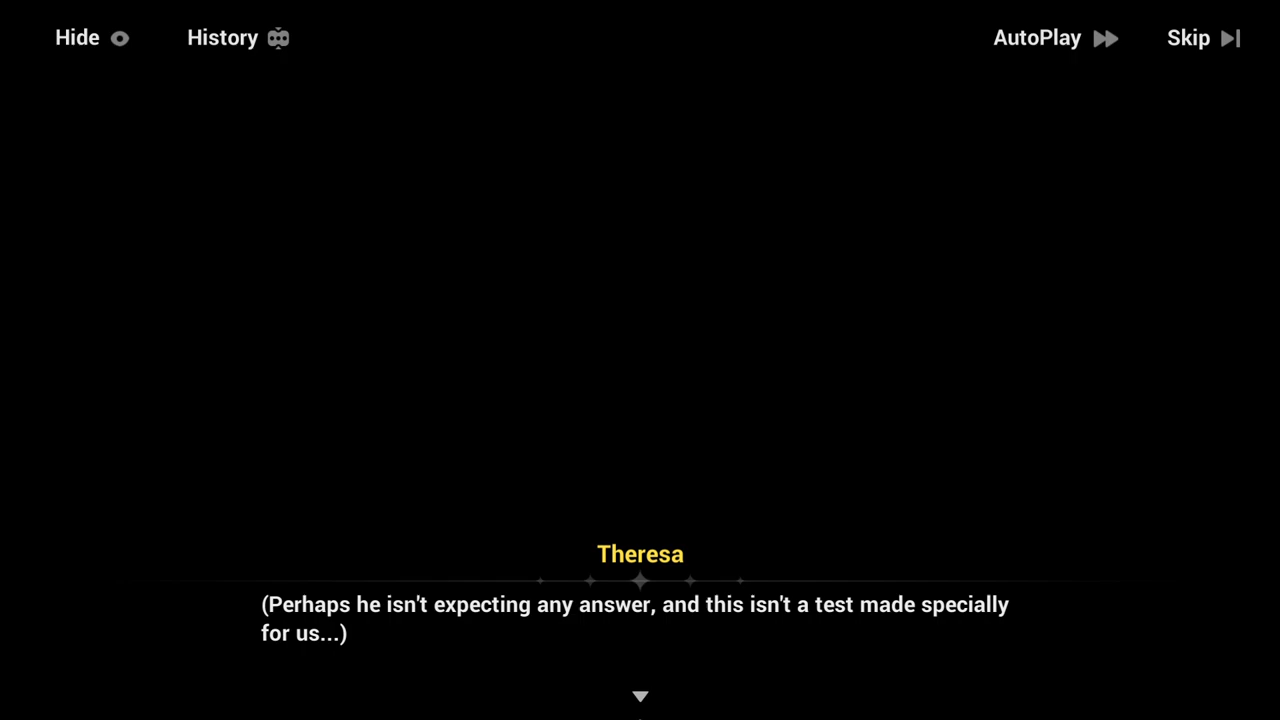 Hide
History
AutoPlay
Skip
Theresa
(Perhaps he isn't expecting any answer, and this isn't a test made specially
for us...)